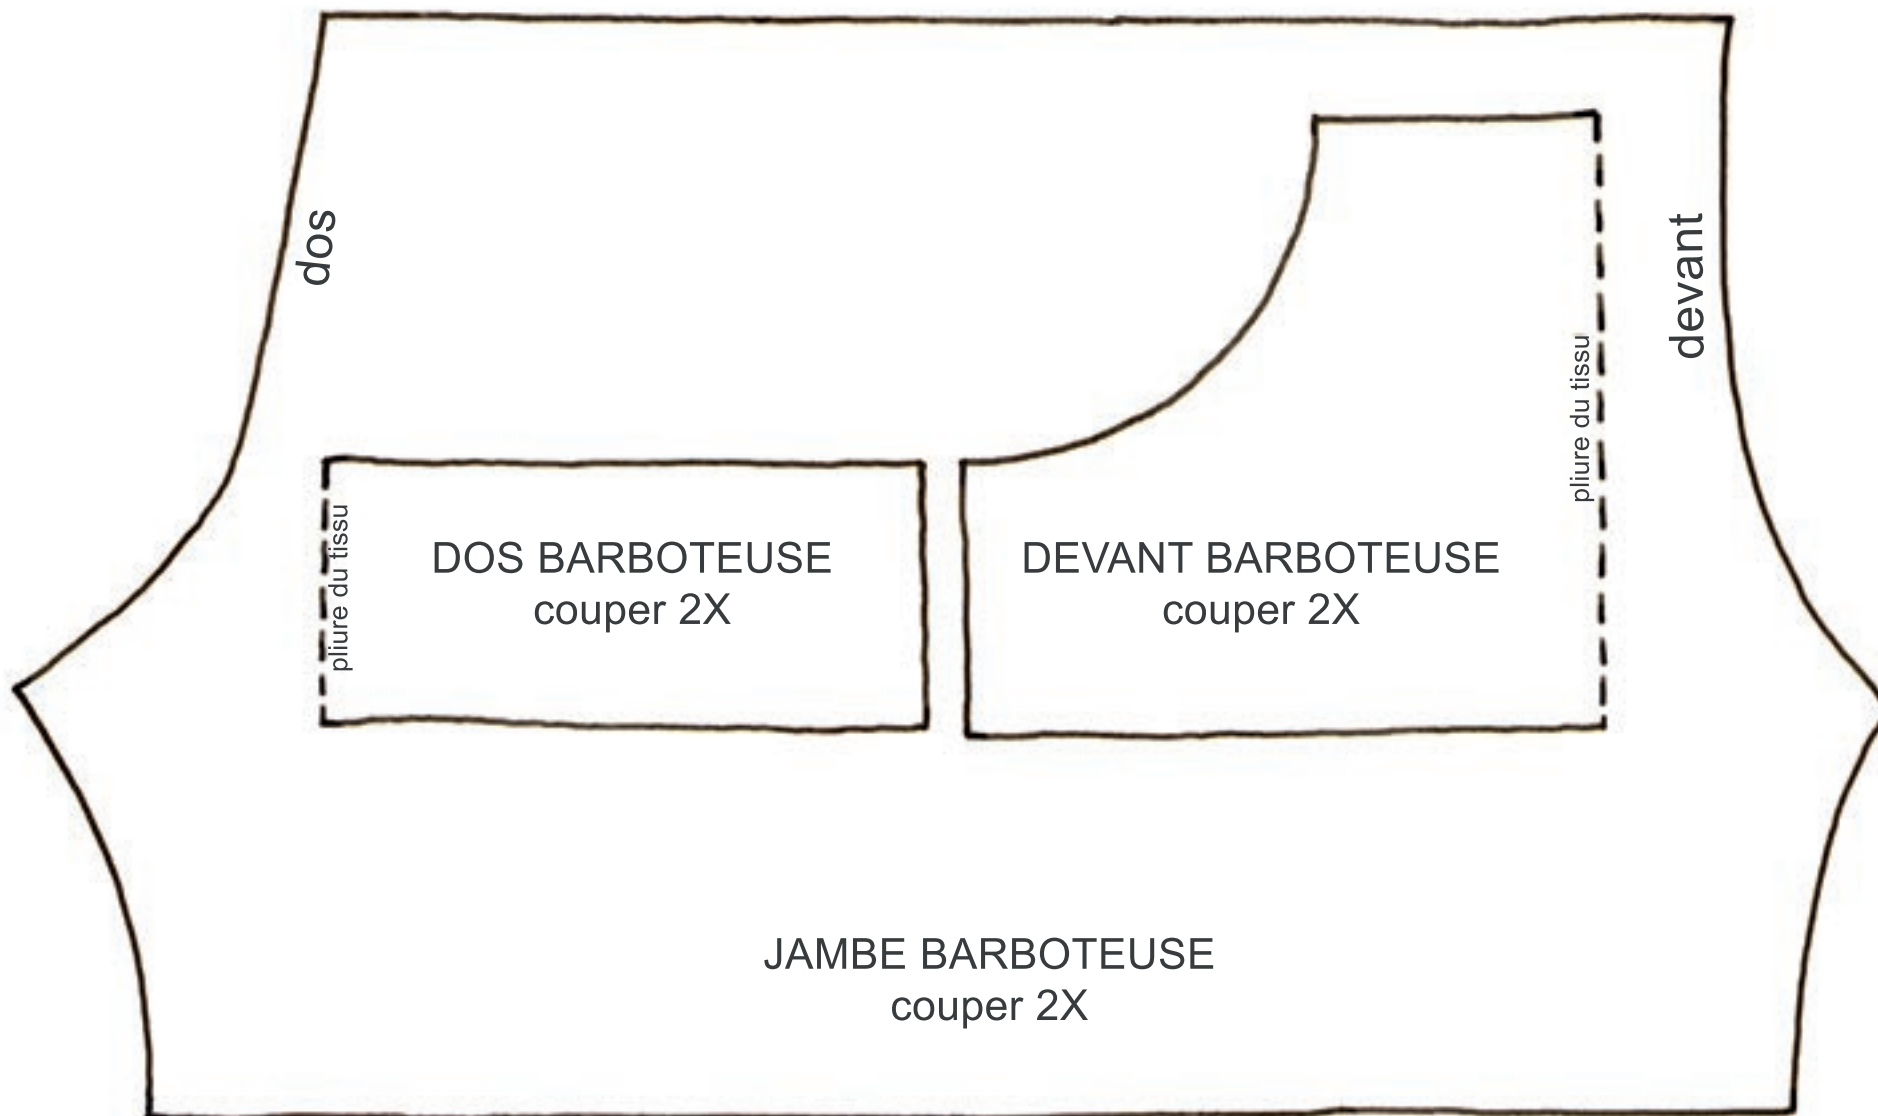 dos
devant
pliure du tissu
pliure du tissu
DOS BARBOTEUSE
couper 2X
DEVANT BARBOTEUSE
couper 2X
JAMBE BARBOTEUSE
couper 2X